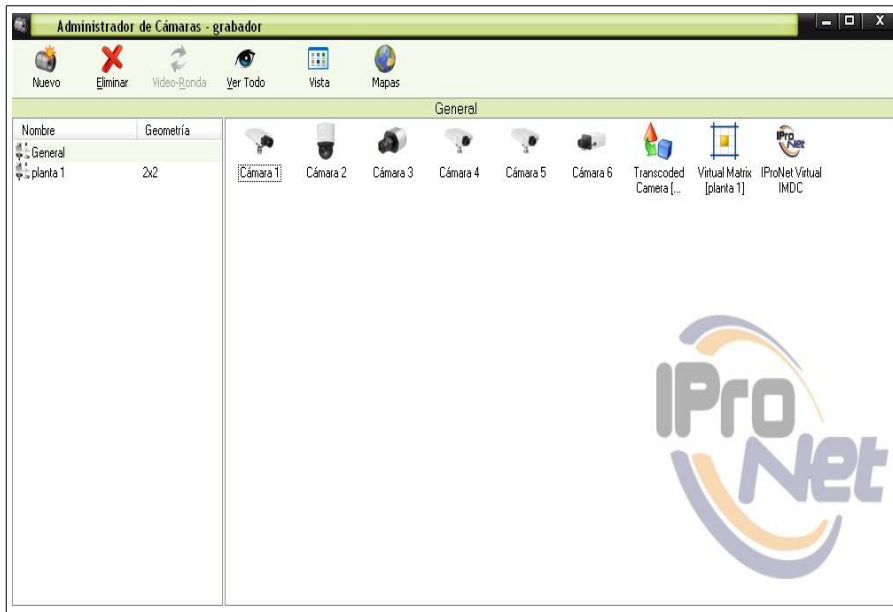 Administrador de Cámaras - grabador
X
Nuevo
Eliminar
Video-Ronda
Ver Todo
Vista
Mapas
General
Nombre
Geometría
General
planta 1
2x2
Cámara 1
Cámara 2
Cámara 3
Cámara 4
Cámara 5
Cámara 6
Transcoded
Camera [...
Virtual Matrix
[planta 1]
IProNet
IProNet Virtual
IMDC
IProNet